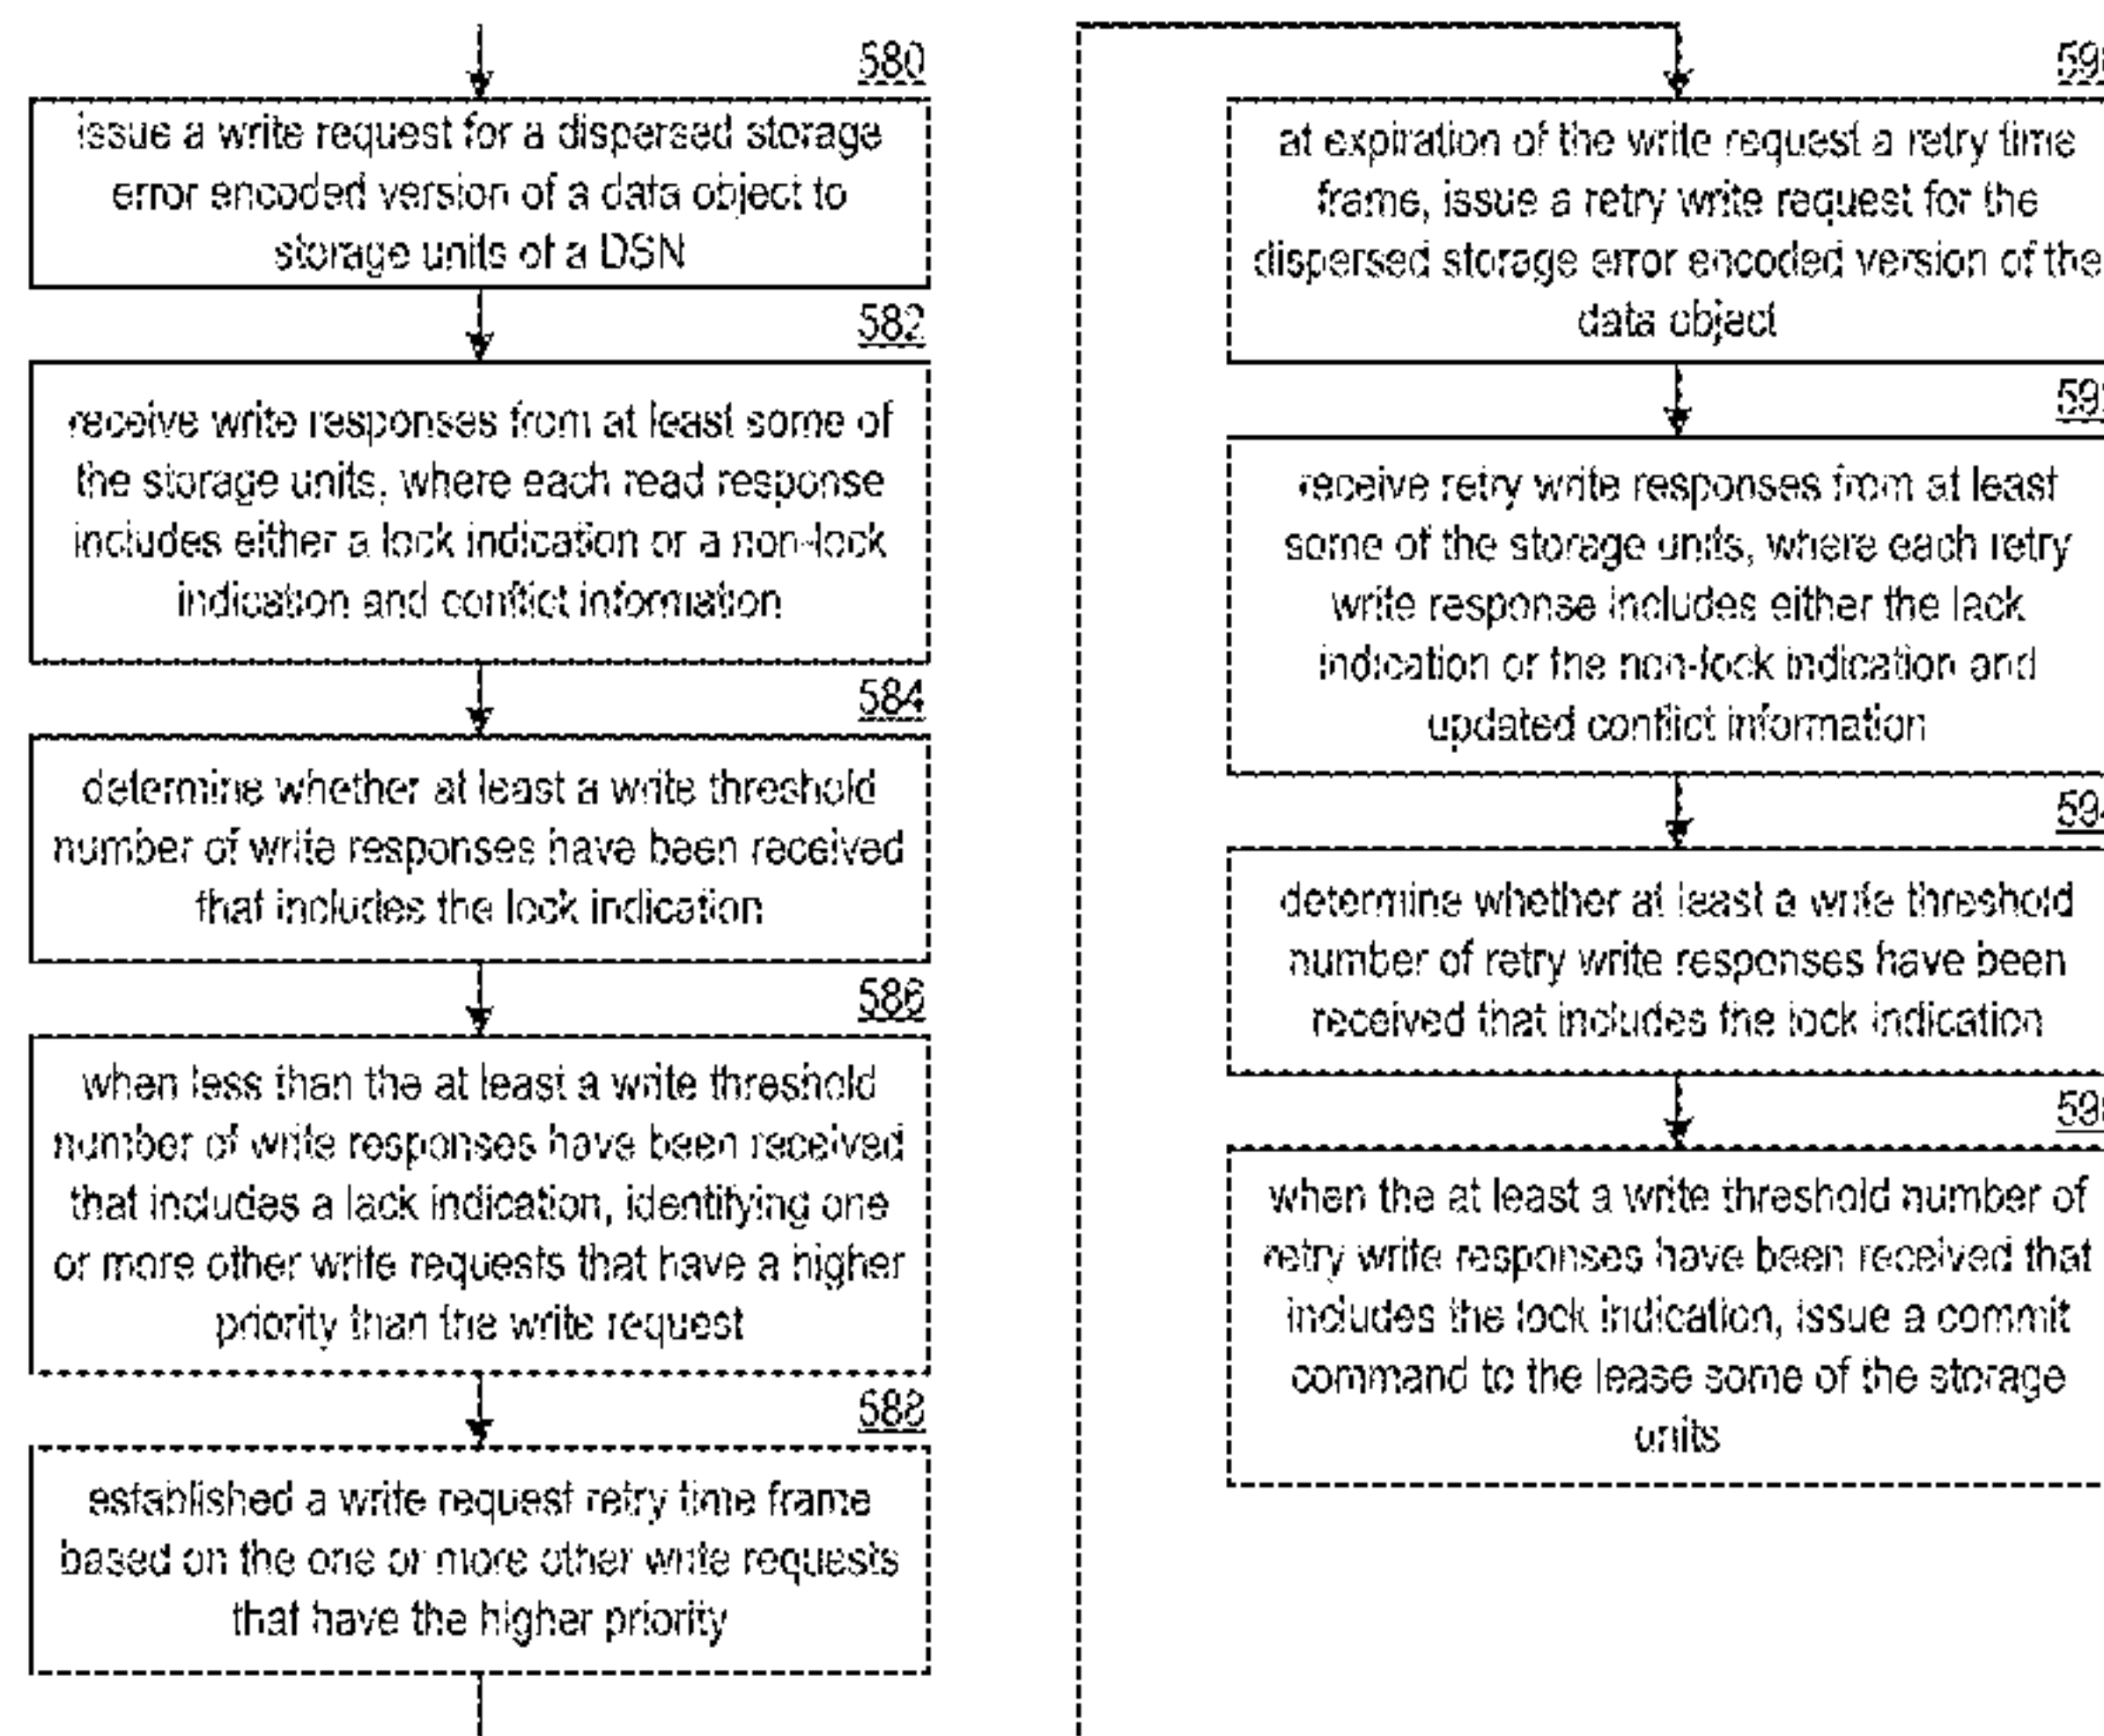 580
issue a write request for a dispersed storage
error encoded version of a data object to
storage units of a DSN
582
receive write responses from at least some of
the storage units, where each read response
includes either a lock indication or a non-lock
indication and conflict information
584
determine whether at least a write threshold
number of write responses have been received
that includes the lock indication
586
when less than the at least a write threshold
number of write responses have been received
that includes a lack indication, identifying one
or more other write requests that have a higher
priority than the write request
588
established a write request retry time frame
based on the one or more other write requests
that have the higher priority
at expiration of the write request a retry time
frame, issue a retry write request for the
dispersed storage error encoded version of the
data object
receive retry write responses from at least
some of the storage units, where each retry
write response includes either the lack
indication or the non-lock indication and
updated conflict information
594
determine whether at least a write threshold
number of retry write responses have been
received that includes the lock indication
when the at least a write threshold number of
retry write responses have been received that
includes the lock indication, issue a commit
command to the lease some of the storage
units